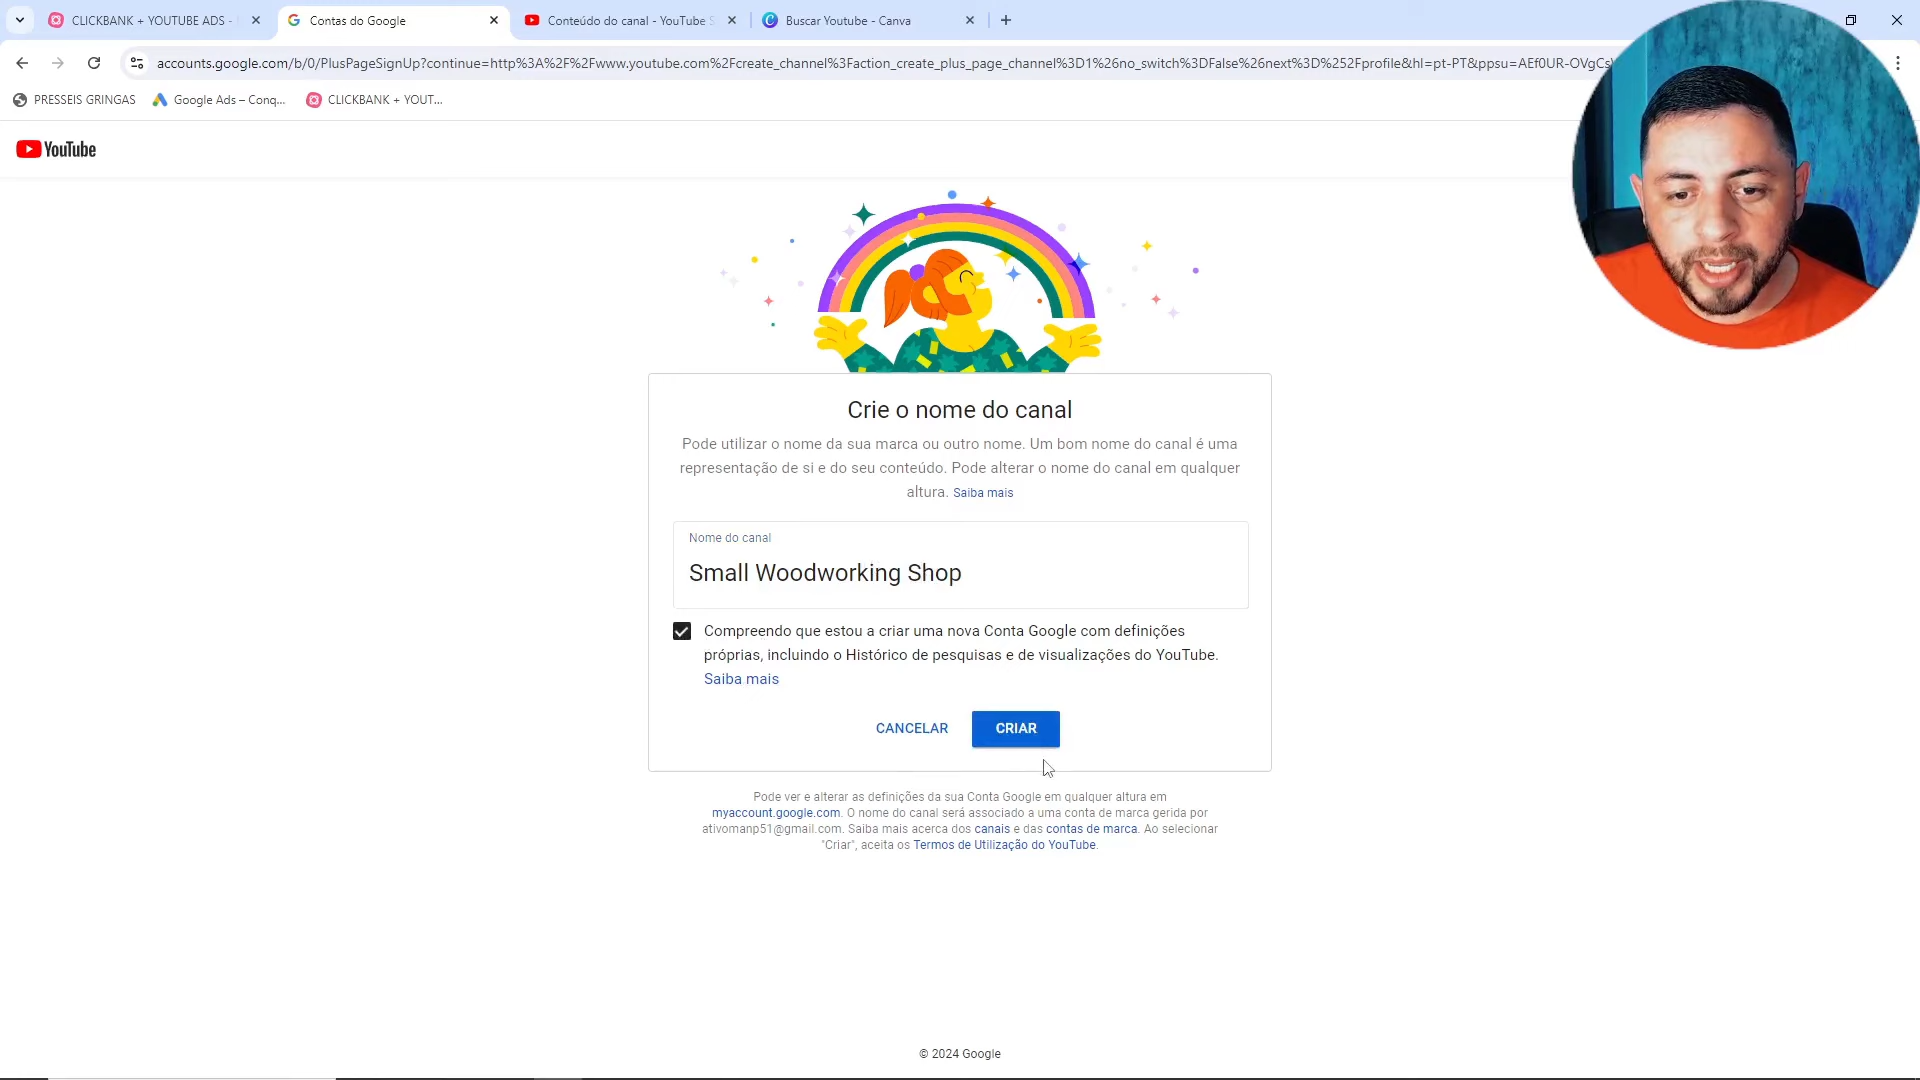 CLICKBANK + YOUTUBE ADS -
Contas do Google
Conteúdo do canal - YouTube S
Buscar Youtube - Canva
accounts.google.com/b/0/PlusPageSignUp?continue=http%3A%2F%2Fwww.youtube.com%2Fcreate_channel%3Faction_create_plus_page_channel%3D1%26no_switch%3DFalse%26next%3D%252Fprofile&hl=pt-PT&ppsu=AEf0UR-OVgCs
PRESSEIS GRINGAS
Google Ads – Conq...
CLICKBANK + YOUT...
YouTube
Crie o nome do canal
Pode utilizar o nome da sua marca ou outro nome. Um bom nome do canal é uma
representação de si e do seu conteúdo. Pode alterar o nome do canal em qualquer
altura. Saiba mais
Nome do canal
Small Woodworking Shop
Compreendo que estou a criar uma nova Conta Google com definições
próprias, incluindo o Histórico de pesquisas e de visualizações do YouTube.
Saiba mais
CANCELAR
CRIAR
Pode ver e alterar as definições da sua Conta Google em qualquer altura em
myaccount.google.com. O nome do canal será associado a uma conta de marca gerida por
ativomanp51@gmail.com. Saiba mais acerca dos canais e das contas de marca. Ao selecionar
"Criar", aceita os Termos de Utilização do YouTube.
© 2024 Google